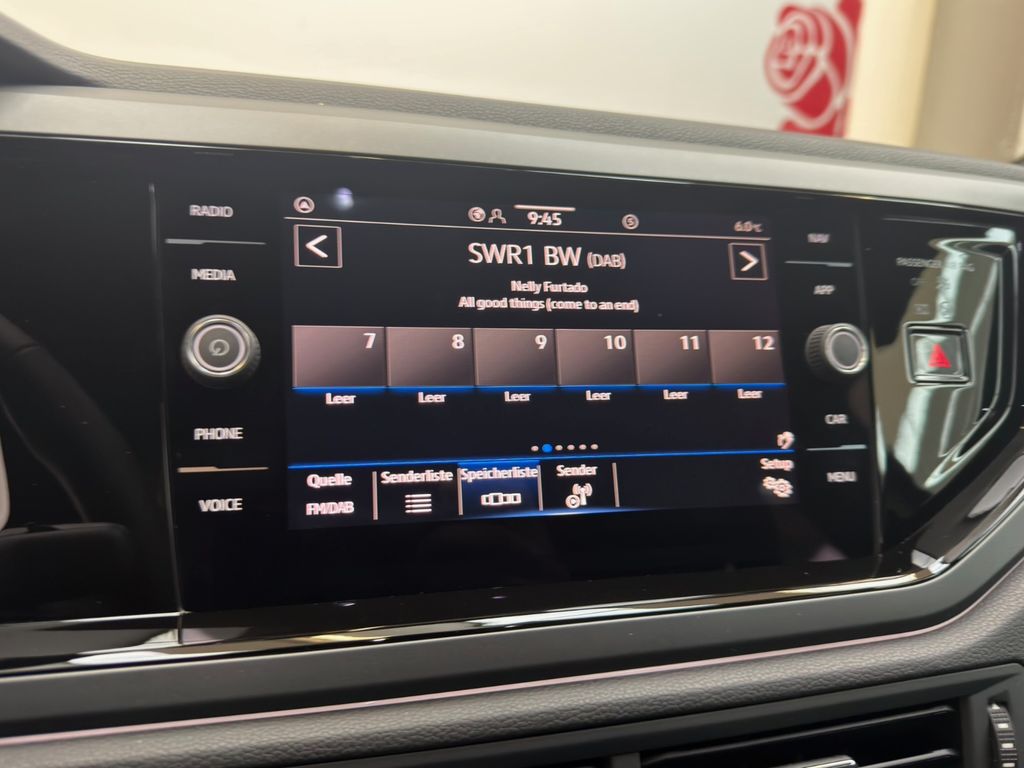 RADIO
MEDIA
PHONE
VOICE
9:45
6.0°C
SWR1 BW (DAB)
Nelly Furtado
All good things (come to an end)
7 8 9 10 11 12
Leer Leer Leer Leer Leer Leer
Quelle Senderliste Speicherliste Sender Setup
FM/DAB
NAV
APP
CAR
MENU
PASSENGER